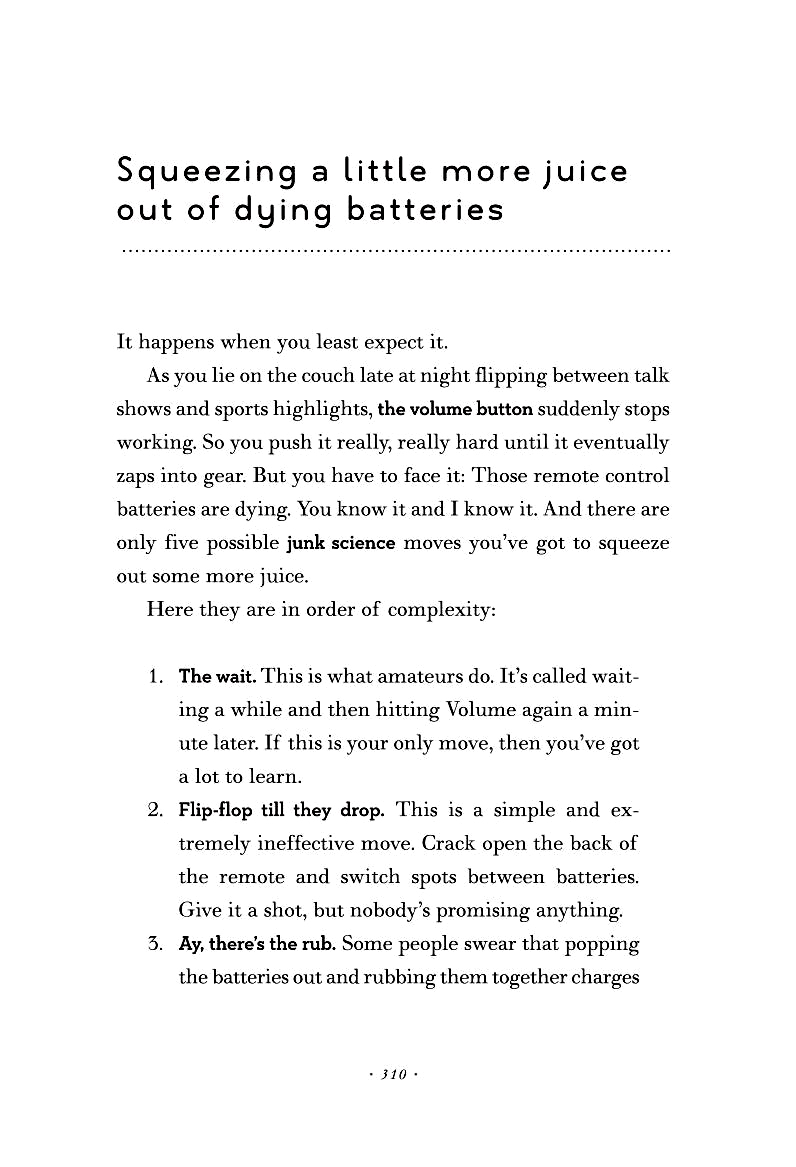 Squeezing a little more juice
out of dying batteries
It happens when you least expect it.
As you lie on the couch late at night flipping between talk
shows and sports highlights, the volume button suddenly stops
working. So you push it really, really hard until it eventually
zaps into gear. But you have to face it: Those remote control
batteries are dying. You know it and I know it. And there are
only five possible junk science moves you’ve got to squeeze
out some more juice.
Here they are in order of complexity:
1. The wait. This is what amateurs do. It’s called wait-
ing a while and then hitting Volume again a min-
ute later. If this is your only move, then you’ve got
a lot to learn.
2. Flip-flop till they drop. This is a simple and ex-
tremely ineffective move. Crack open the back of
the remote and switch spots between batteries.
Give it a shot, but nobody’s promising anything.
3. Ay, there’s the rub. Some people swear that popping
the batteries out and rubbing them together charges
· 310 ·